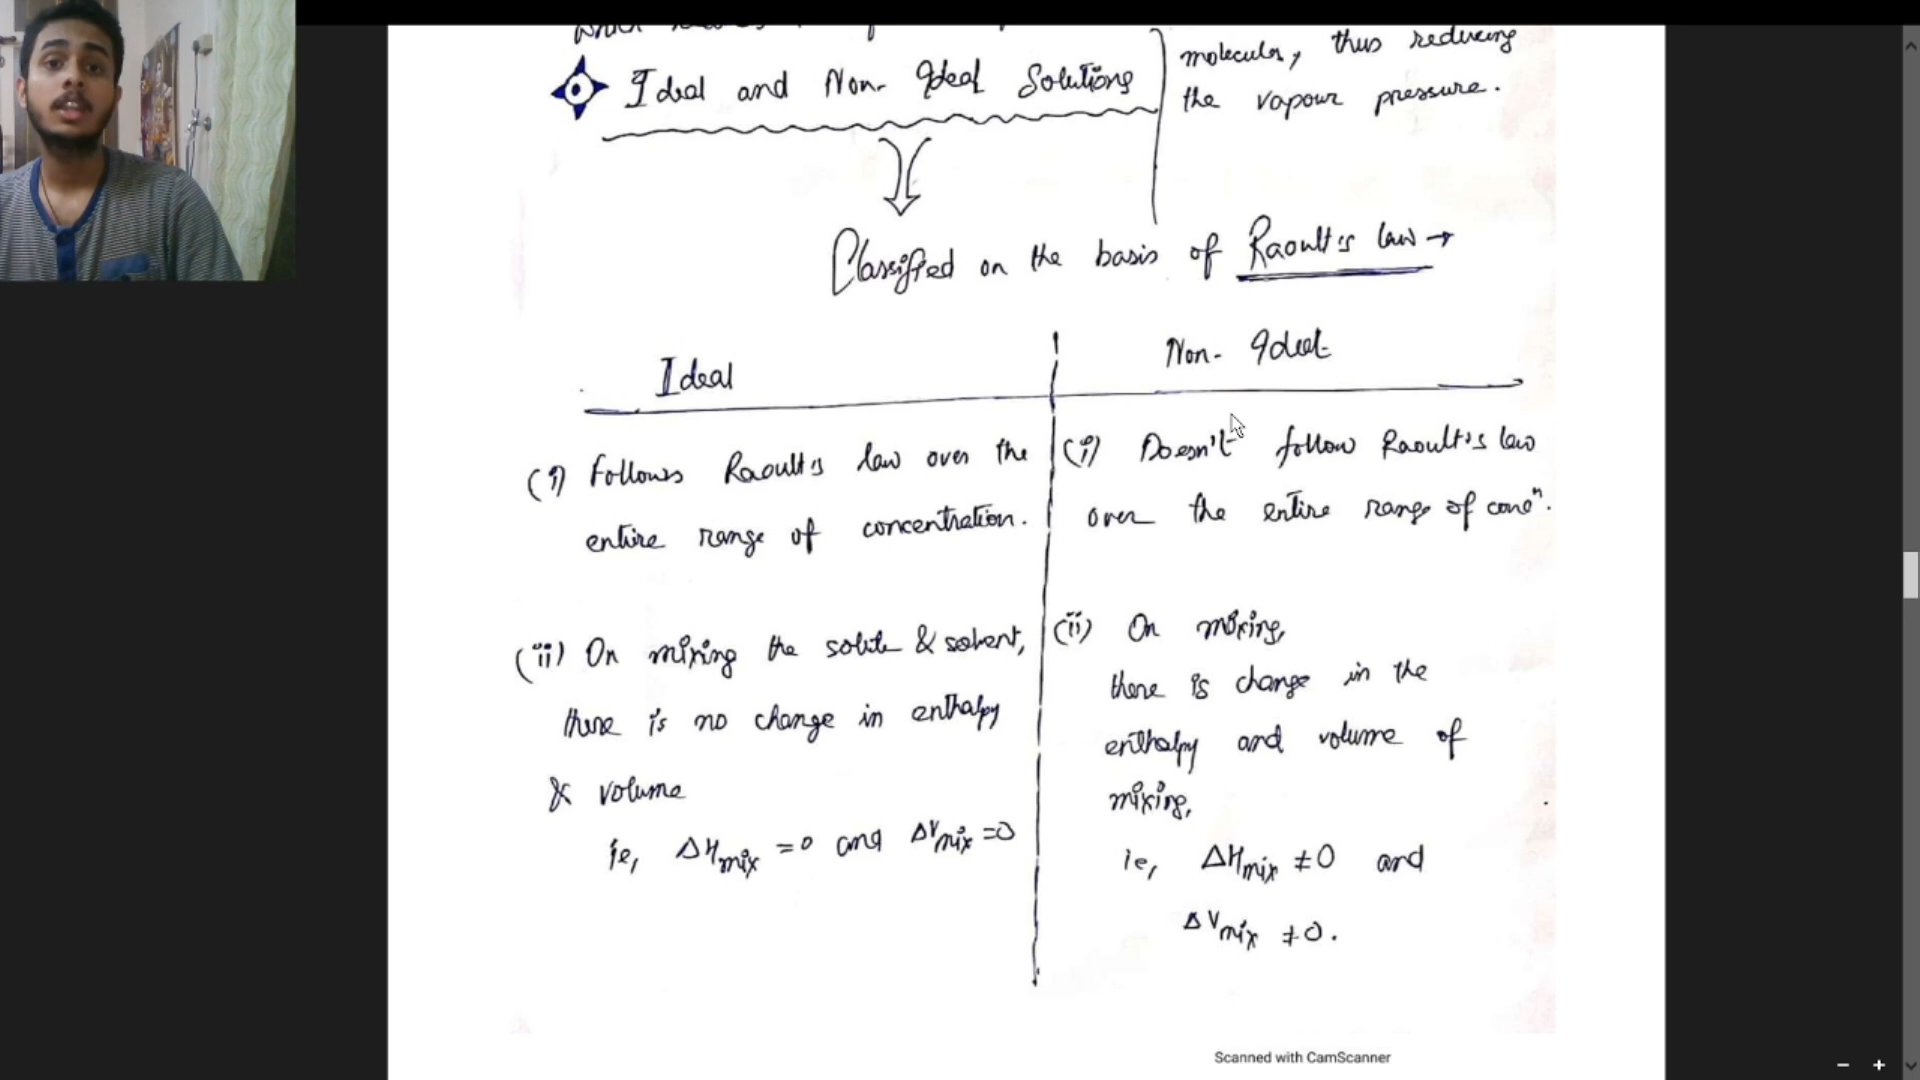 molecules, thus reducing
the vapour pressure.
Ideal and Non-Ideal Solutions
Classified on the basis of Raoult's law →
Ideal
Non-Ideal
(i) Follows Raoult's law over the
entire range of concentration.
(i) Doesn't follow Raoult's law
over the entire range of concn.
(ii) On mixing the solute & solvent,
there is no change in enthalpy
& volume
ie, ΔHmix = 0 and ΔVmix = 0
(ii) On mixing,
there is change in the
enthalpy and volume of
mixing,
ie, ΔHmix ≠ 0 and
ΔVmix ≠ 0.
Scanned with CamScanner